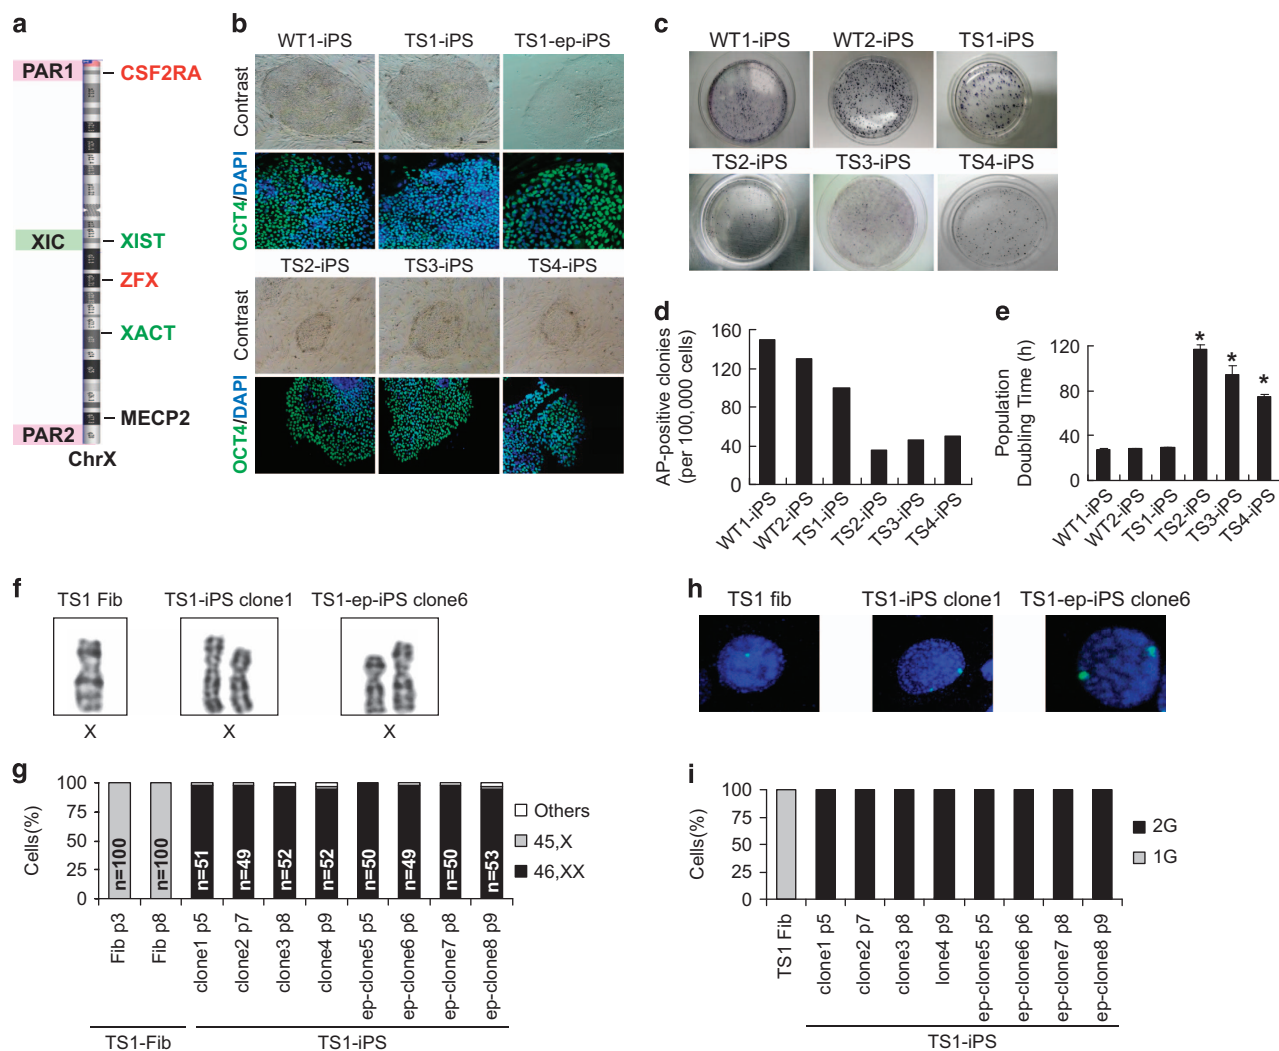 a
PAR1
CSF2RA
XIC
XIST
ZFX
XACT
MECP2
PAR2
ChrX
b
WT1-iPS
TS1-iPS
TS1-ep-iPS
Contrast
OCT4/DAPI
TS2-iPS
TS3-iPS
TS4-iPS
Contrast
OCT4/DAPI
c
WT1-iPS
WT2-iPS
TS1-iPS
TS2-iPS
TS3-iPS
TS4-iPS
d
AP-positive clonies
(per 100,000 cells)
160
120
80
40
0
WT1-iPS
WT2-iPS
TS1-iPS
TS2-iPS
TS3-iPS
TS4-iPS
e
Population
Doubling Time (h)
120
80
40
0
*
*
*
WT1-iPS
WT2-iPS
TS1-iPS
TS2-iPS
TS3-iPS
TS4-iPS
f
TS1 Fib
TS1-iPS clone1
TS1-ep-iPS clone6
X
X
X
g
Cells(%)
100
75
50
25
0
n=100
n=100
n=51
n=49
n=52
n=52
n=50
n=49
n=50
n=53
Others
45,X
46,XX
Fib p3
Fib p8
clone1 p5
clone2 p7
clone3 p8
clone4 p9
ep-clone5 p5
ep-clone6 p6
ep-clone7 p8
ep-clone8 p9
TS1-Fib
TS1-iPS
h
TS1 fib
TS1-iPS clone1
TS1-ep-iPS clone6
i
Cells(%)
100
75
50
25
0
2G
1G
TS1 Fib
clone1 p5
clone2 p7
clone3 p8
lone4 p9
ep-clone5 p5
ep-clone6 p6
ep-clone7 p8
ep-clone8 p9
TS1-iPS